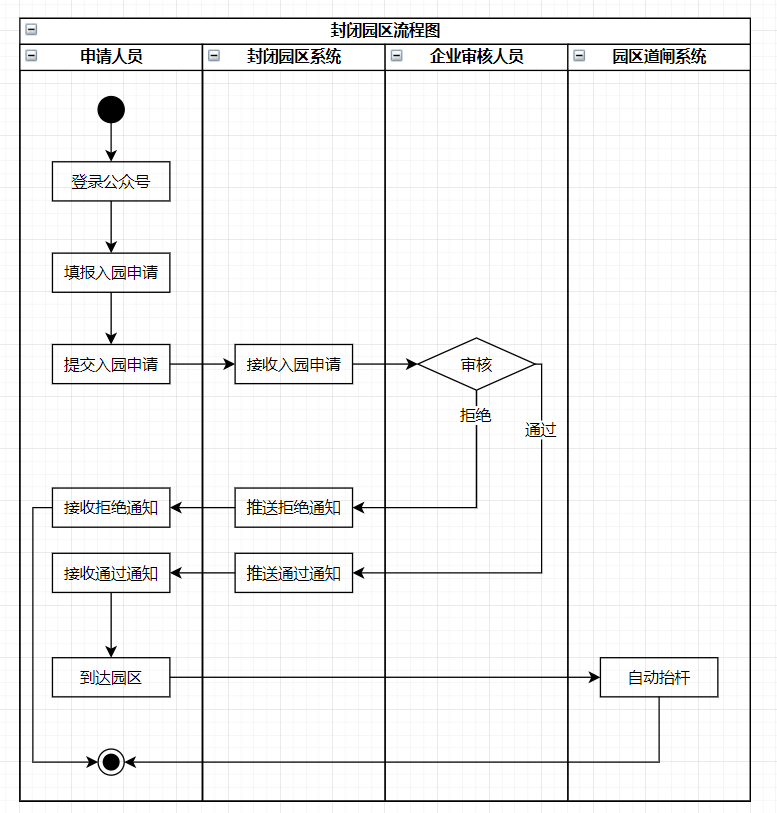 封闭园区流程图
申请人员
封闭园区系统
企业审核人员
园区道闸系统
登录公众号
填报入园申请
提交入园申请
接收入园申请
审核
拒绝
通过
接收拒绝通知
推送拒绝通知
接收通过通知
推送通过通知
到达园区
自动抬杆